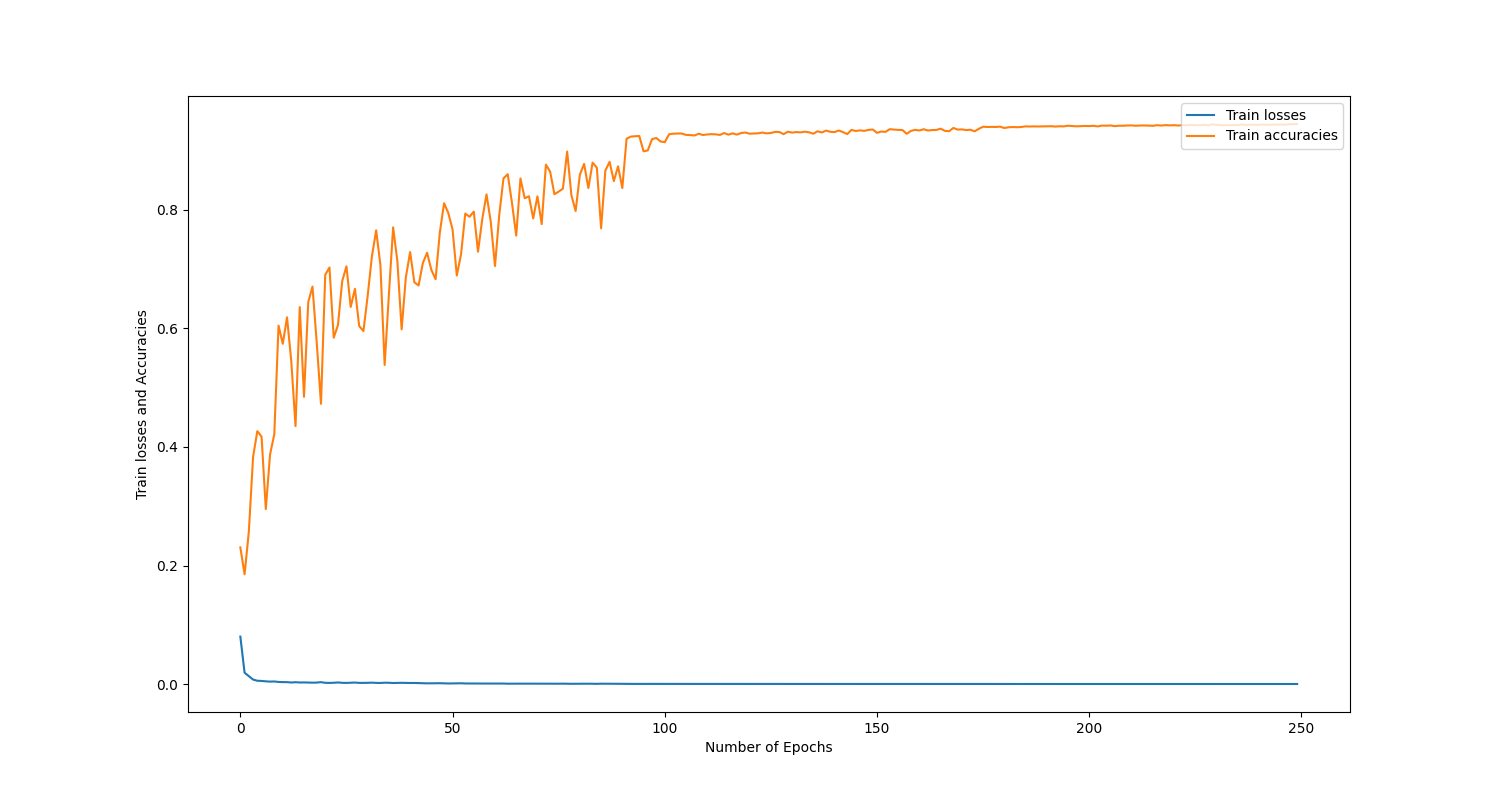 Train losses
Train accuracies
Train losses and Accuracies
0.8
0.6
0.4
0.2
0.0
0 50 100 150 200 250
Number of Epochs